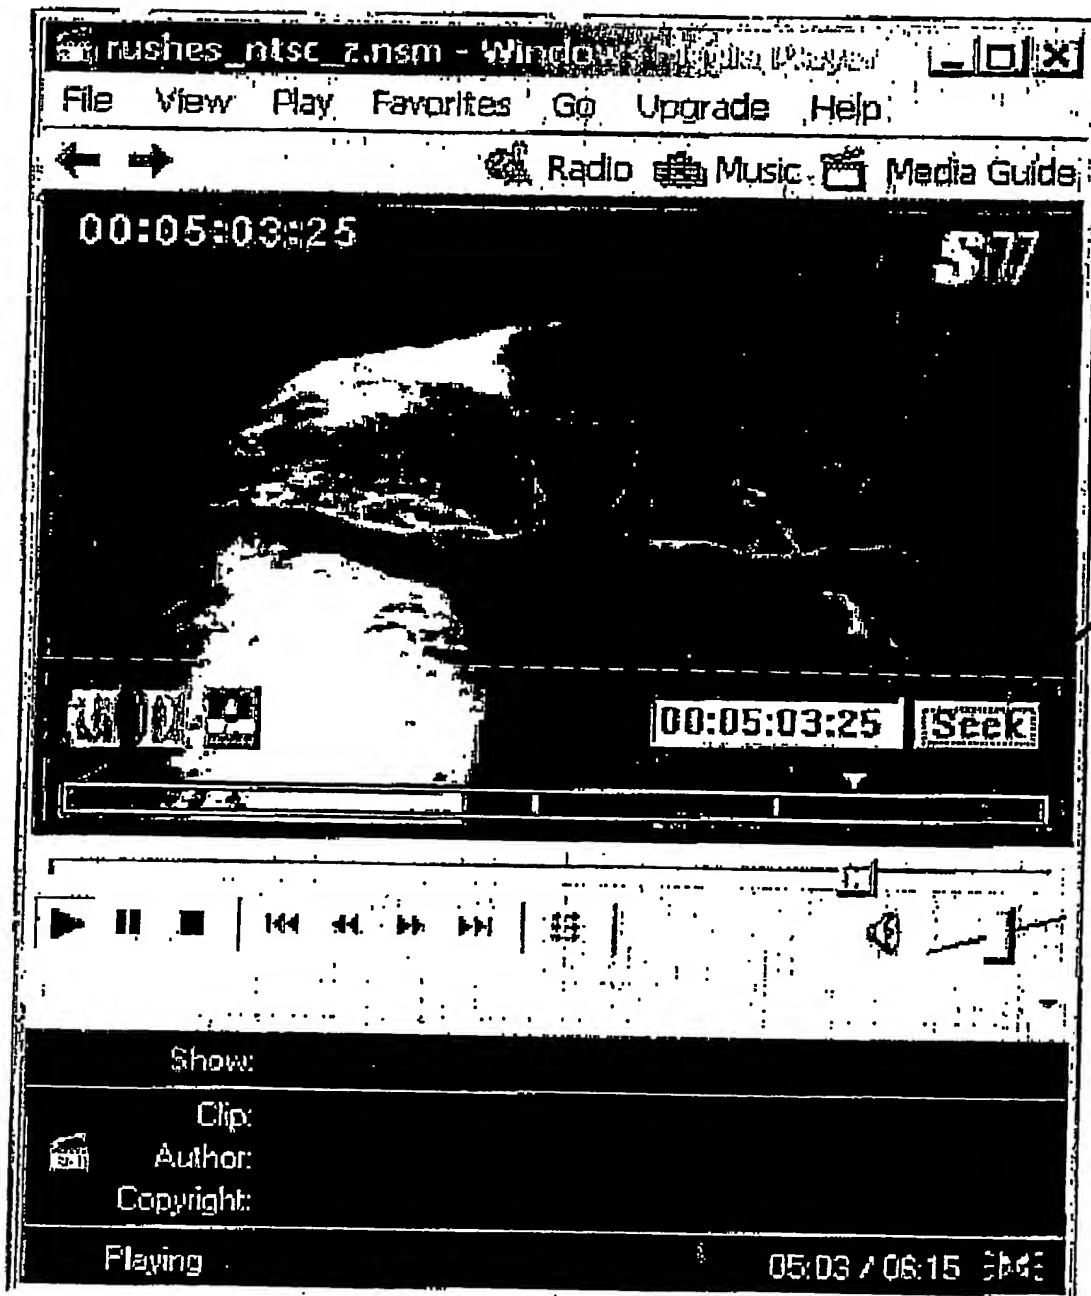 rushes_ntsc_z.nsm - Windows Media Player
File View Play Favorites Go Upgrade Help
Radio Music Media Guide
00:05:03:25
00:05:03:25 Seek
Show:
Clip:
Author:
Copyright:
Playing 05:03 / 06:15